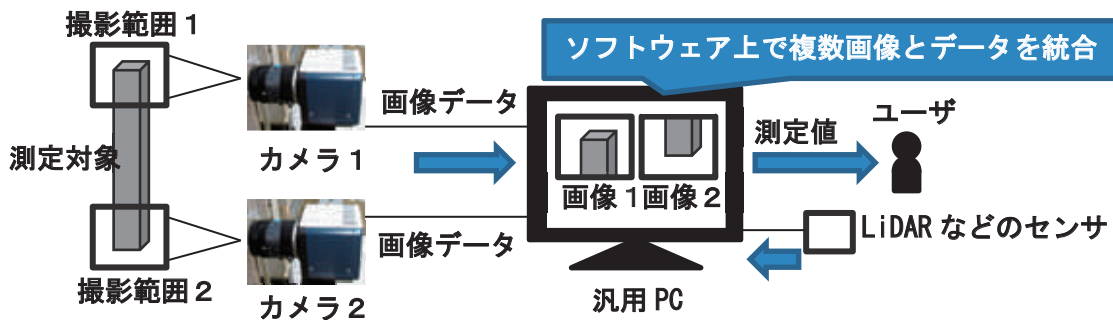 撮影範囲1
ソフトウェア上で複数画像とデータを統合
画像データ
測定値
ユーザ
測定対象
カメラ1
画像1
画像2
LiDARなどのセンサ
画像データ
撮影範囲2
カメラ2
汎用PC